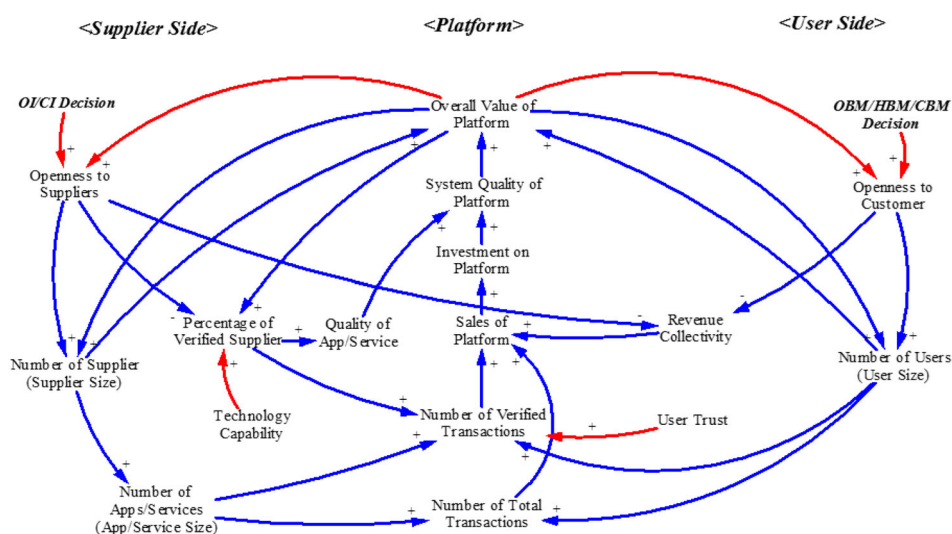 <Supplier Side>
<Platform>
<User Side>
OI/CI Decision
Overall Value of
Platform
OBM/HBM/CBM
Decision
Openness to
Suppliers
System Quality of
Platform
Openness to
Customer
Investment on
Platform
Percentage of
Verified Supplier
Quality of
App/Service
Sales of
Platform
Revenue
Collectivity
Number of Supplier
(Supplier Size)
Number of Users
(User Size)
Technology
Capability
Number of Verified
Transactions
User Trust
Number of
Apps/Services
(App/Service Size)
Number of Total
Transactions